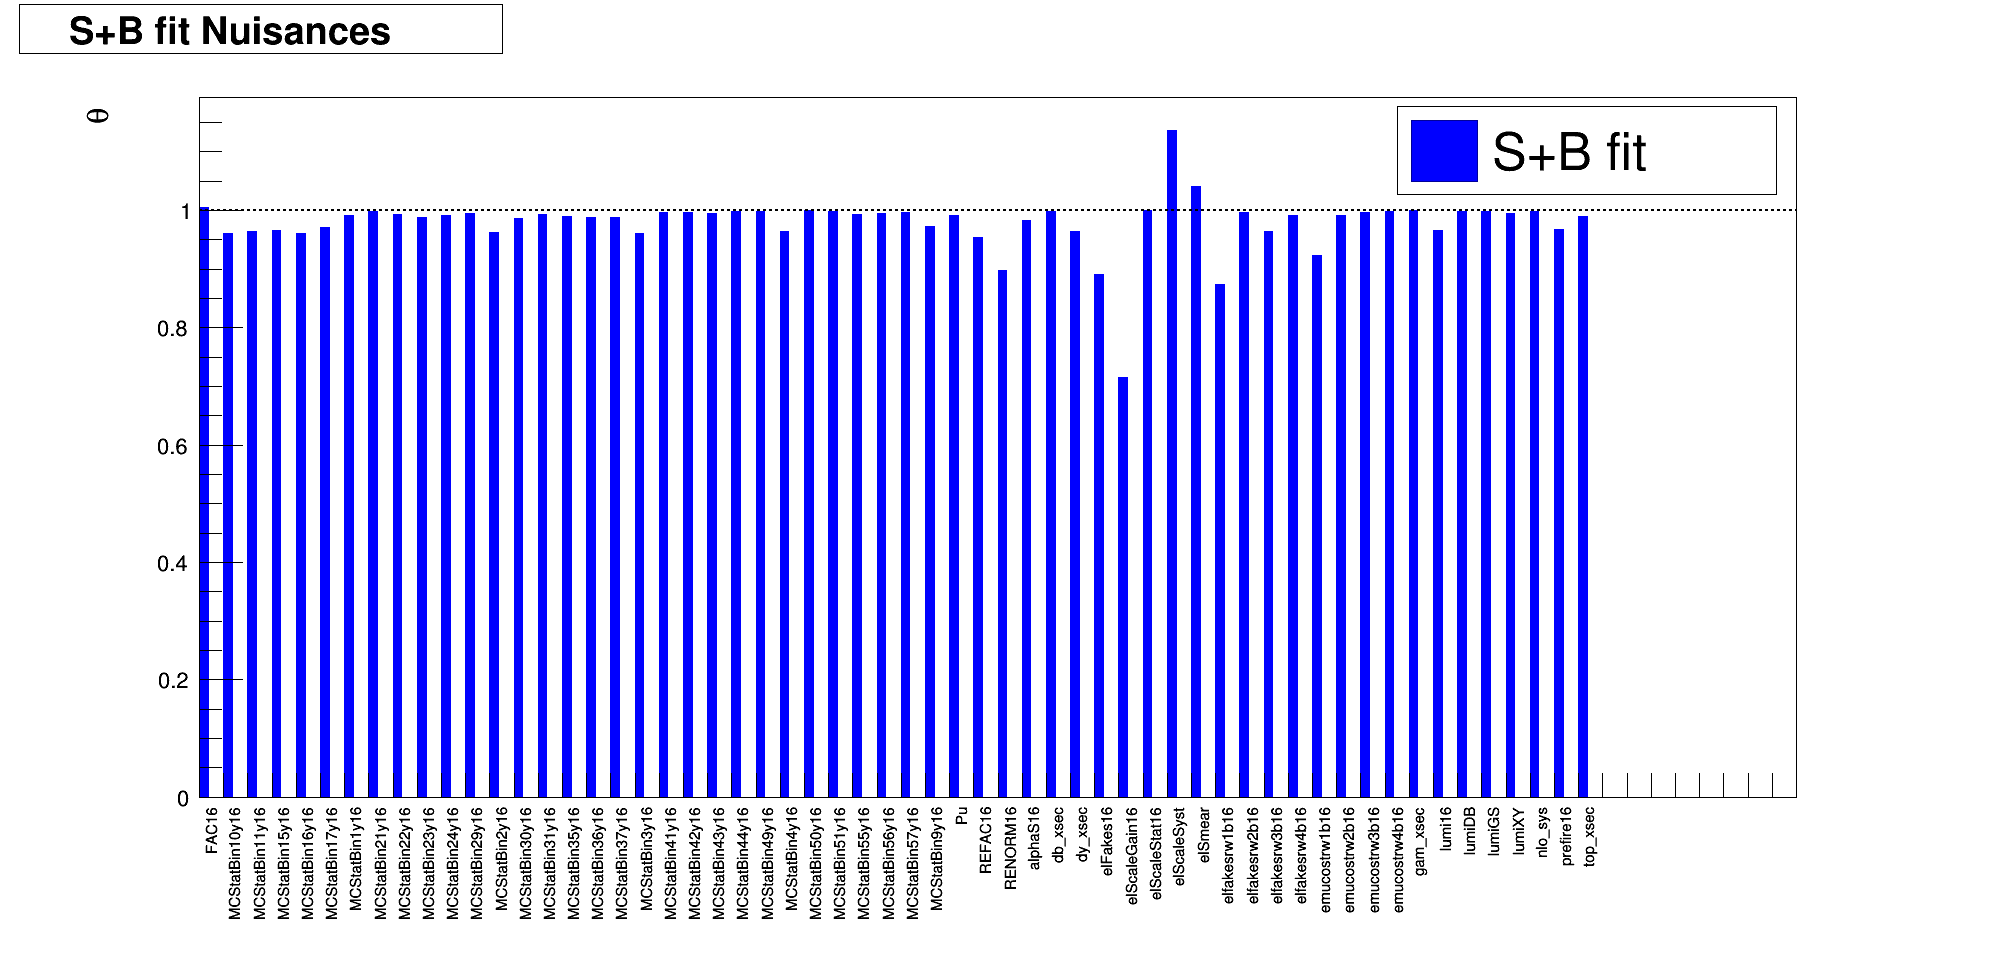 S+B fit Nuisances
θ
S+B fit
1
0.8
0.6
0.4
0.2
0
FAC16
MCStatBin10y16
MCStatBin11y16
MCStatBin15y16
MCStatBin16y16
MCStatBin17y16
MCStatBin1y16
MCStatBin21y16
MCStatBin22y16
MCStatBin23y16
MCStatBin24y16
MCStatBin29y16
MCStatBin2y16
MCStatBin30y16
MCStatBin31y16
MCStatBin35y16
MCStatBin36y16
MCStatBin37y16
MCStatBin3y16
MCStatBin41y16
MCStatBin42y16
MCStatBin43y16
MCStatBin44y16
MCStatBin49y16
MCStatBin4y16
MCStatBin50y16
MCStatBin51y16
MCStatBin55y16
MCStatBin56y16
MCStatBin57y16
MCStatBin9y16
Pu
REFAC16
RENORM16
alphaS16
db_xsec
dy_xsec
elFakes16
elScaleGain16
elScaleStat16
elScaleSyst
elSmear
elfakesrw1b16
elfakesrw2b16
elfakesrw3b16
elfakesrw4b16
emucostrw1b16
emucostrw2b16
emucostrw3b16
emucostrw4b16
gam_xsec
lumi16
lumiDB
lumiGS
lumiXY
nlo_sys
prefire16
top_xsec